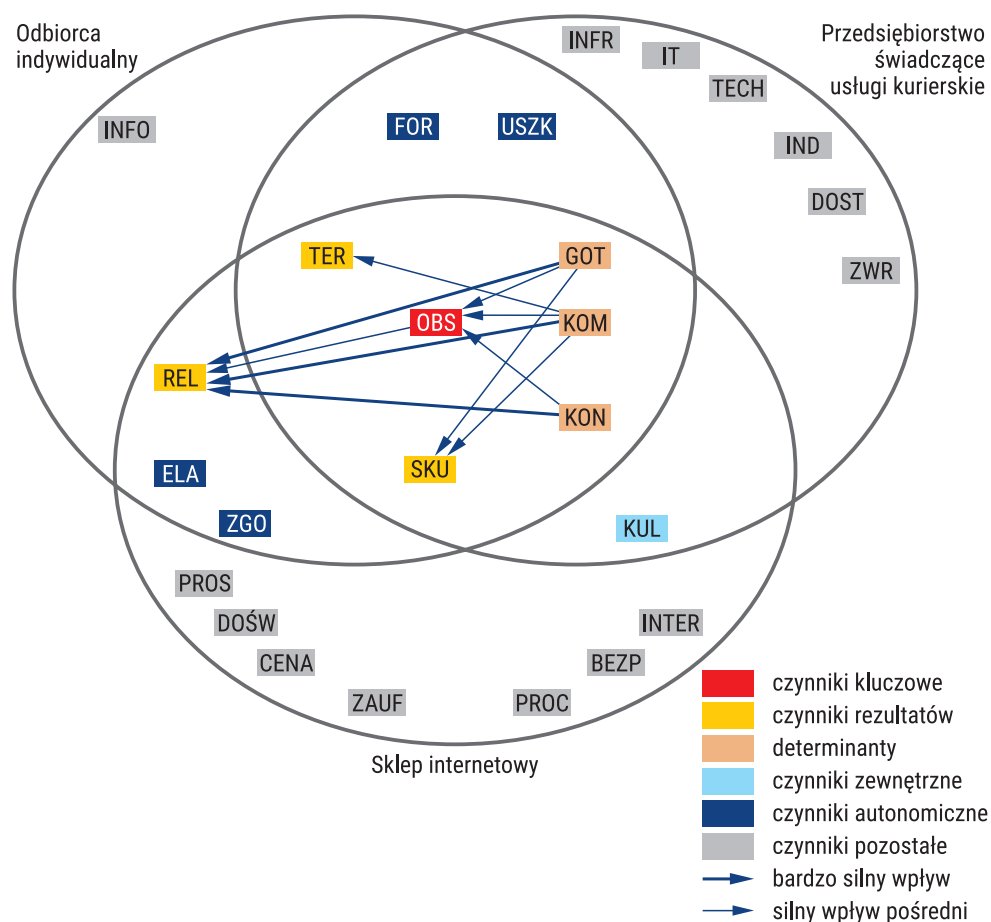 Odbiorca
indywidualny
Przedsiębiorstwo
świadczące
usługi kurierskie
INFR
IT
TECH
INFO
FOR
USZK
IND
DOST
TER
GOT
ZWR
OBS
KOM
REL
KON
SKU
ELA
ZGO
KUL
PROS
DOŚW
INTER
CENA
BEZP
ZAUF
PROC
Sklep internetowy
czynniki kluczowe
czynniki rezultatów
determinanty
czynniki zewnętrzne
czynniki autonomiczne
czynniki pozostałe
bardzo silny wpływ
silny wpływ pośredni